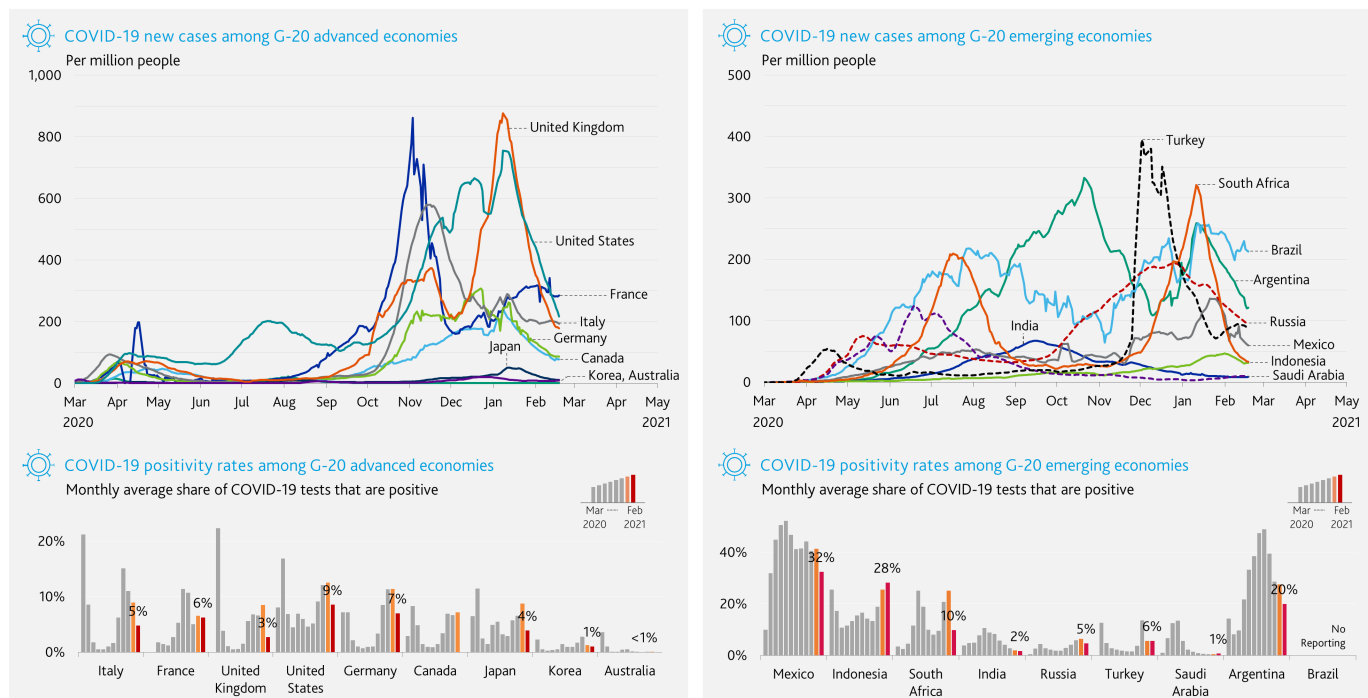 COVID-19 new cases among G-20 advanced economies
Per million people
1,000
800
600
400
200
0
United Kingdom
United States
France
Italy
Germany
Japan
Canada
Korea, Australia
Mar Apr May Jun Jul Aug Sep Oct Nov Dec Jan Feb Mar Apr May
2020 2021
COVID-19 new cases among G-20 emerging economies
Per million people
500
400
300
200
100
0
Turkey
South Africa
Brazil
Argentina
India
Russia
Mexico
Indonesia
Saudi Arabia
Mar Apr May Jun Jul Aug Sep Oct Nov Dec Jan Feb Mar Apr May
2020 2021
COVID-19 positivity rates among G-20 advanced economies
Monthly average share of COVID-19 tests that are positive
Mar Feb
2020 2021
20%
10%
0%
5% 6% 3% 9% 7% 4% 1% <1%
Italy France United Kingdom United States Germany Canada Japan Korea Australia
COVID-19 positivity rates among G-20 emerging economies
Monthly average share of COVID-19 tests that are positive
Mar Feb
2020 2021
40%
20%
0%
32% 28% 10% 2% 5% 6% 1% 20% No Reporting
Mexico Indonesia South Africa India Russia Turkey Saudi Arabia Argentina Brazil